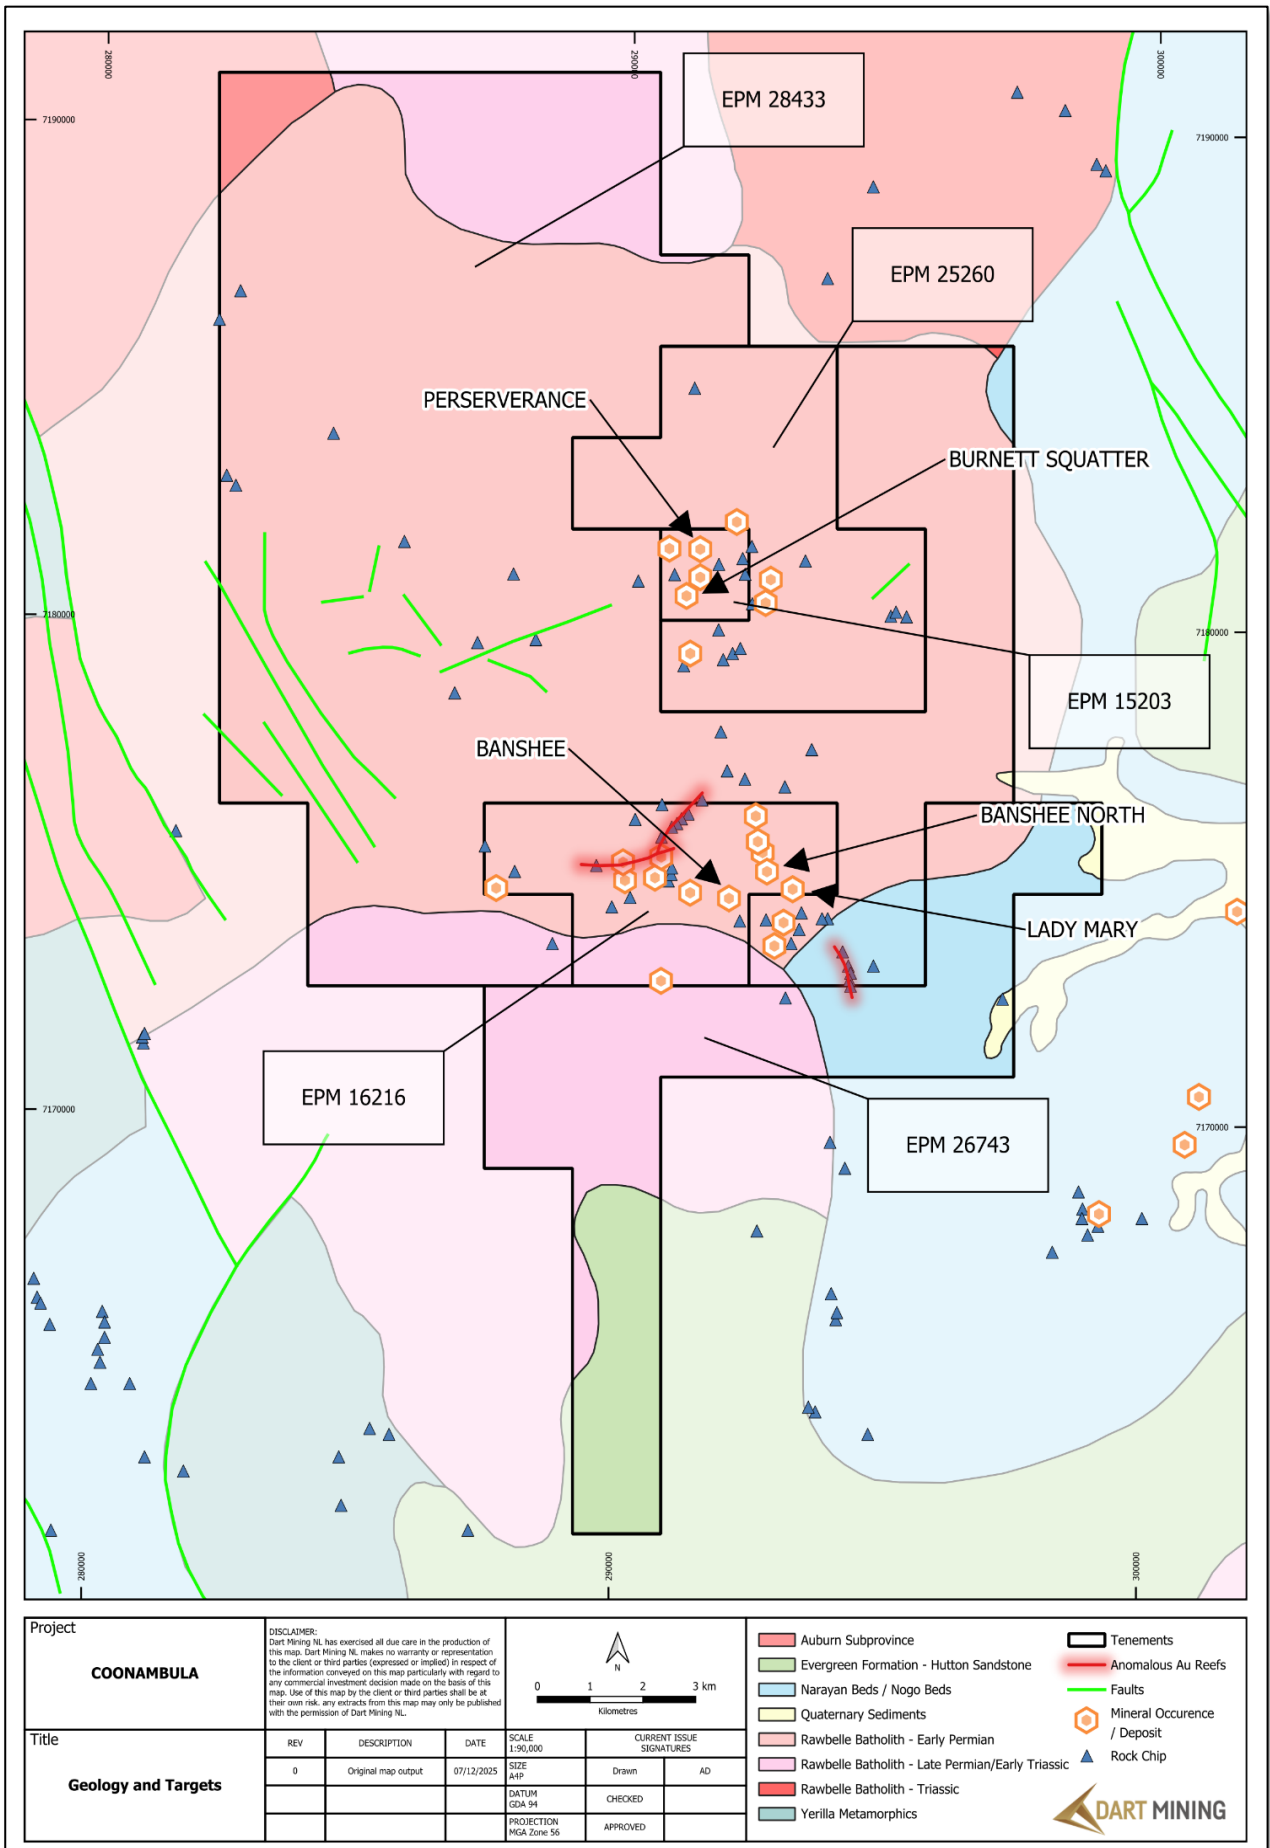 280000
290000
300000
7190000
7190000
EPM 28433
EPM 25260
PERSERVERANCE
BURNETT SQUATTER
7180000
7180000
EPM 15203
BANSHEE
BANSHEE NORTH
LADY MARY
EPM 16216
7170000
7170000
EPM 26743
280000
290000
300000
Project
COONAMBULA
Title
Geology and Targets
DISCLAIMER:
Dart Mining NL has exercised all due care in the production of
this map. Dart Mining NL makes no warranty or representation
to the client or third parties (expressed or implied) in respect of
the information conveyed on this map particularly with regard to
any commercial investment decision made on the basis of this
map. Use of this map by the client or third parties shall be at
their own risk. any extracts from this map may only be published
with the permission of Dart Mining NL.
REV DESCRIPTION DATE
0 Original map output 07/12/2025
N
0 1 2 3 km
Kilometres
SCALE
1:90,000
SIZE
A4P
DATUM
GDA 94
PROJECTION
MGA Zone 56
CURRENT ISSUE
SIGNATURES
Drawn AD
CHECKED
APPROVED
Auburn Subprovince
Evergreen Formation - Hutton Sandstone
Narayan Beds / Nogo Beds
Quaternary Sediments
Rawbelle Batholith - Early Permian
Rawbelle Batholith - Late Permian/Early Triassic
Rawbelle Batholith - Triassic
Yerilla Metamorphics
Tenements
Anomalous Au Reefs
Faults
Mineral Occurence
/ Deposit
Rock Chip
DART MINING